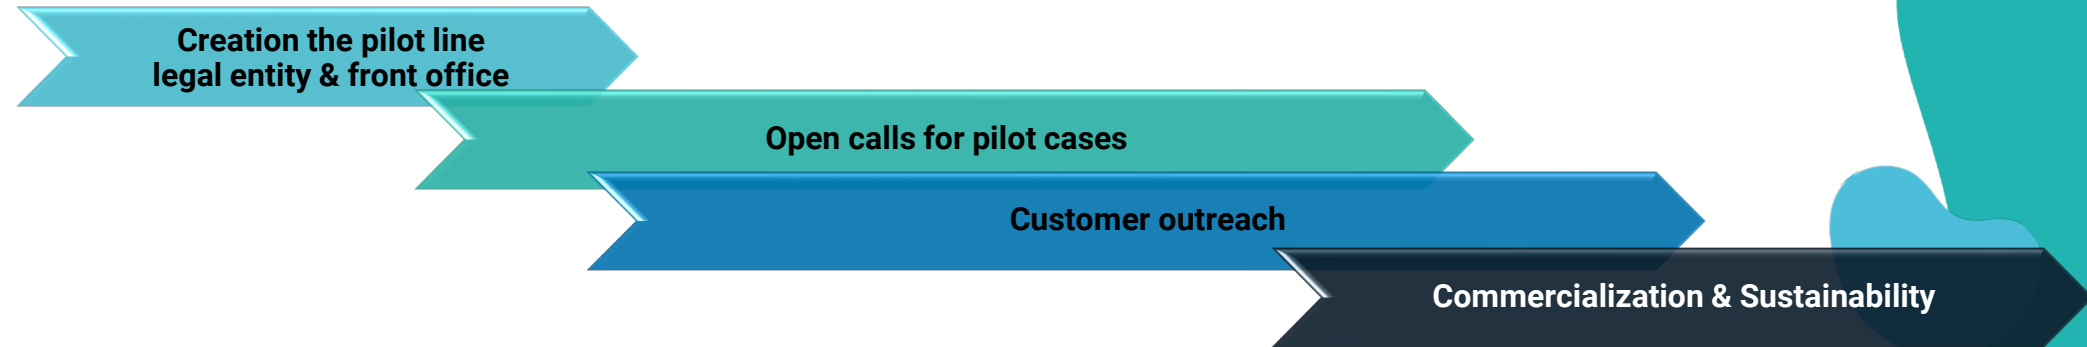 Creation the pilot line
legal entity & front office
Open calls for pilot cases
Customer outreach
Commercialization & Sustainability